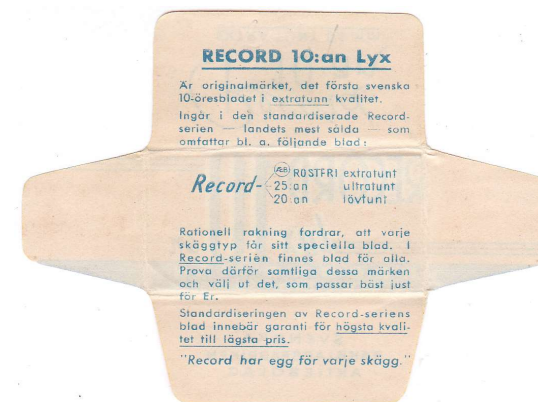 RECORD 10:an Lyx
Är originalmärket, det första svenska
10-öresbladet i extratunn kvalitet.
Ingår i den standardiserade Record-
serien — landets mest sålda — som
omfattar bl. a. följande blad:
Record- ÆB ROSTFRI extratunt
25:an ultratunt
20:an lövtunt
Rationell rakning fordrar, att varje
skäggtyp får sitt speciella blad. I
Record-serien finnes blad för alla.
Prova därför samtliga dessa märken
och välj ut det, som passar bäst just
för Er.
Standardiseringen av Record-seriens
blad innebär garanti för högsta kvali-
tet till lägsta pris.
"Record har egg för varje skägg."